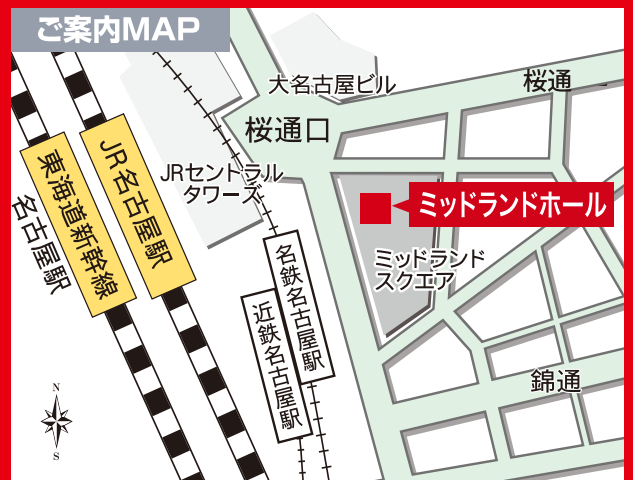 ご案内MAP
大名古屋ビル
桜通
桜通口
JRセントラル
タワーズ
JR名古屋駅
東海道新幹線
名古屋駅
ミッドランドホール
ミッドランド
スクエア
名鉄名古屋駅
近鉄名古屋駅
錦通
N
S